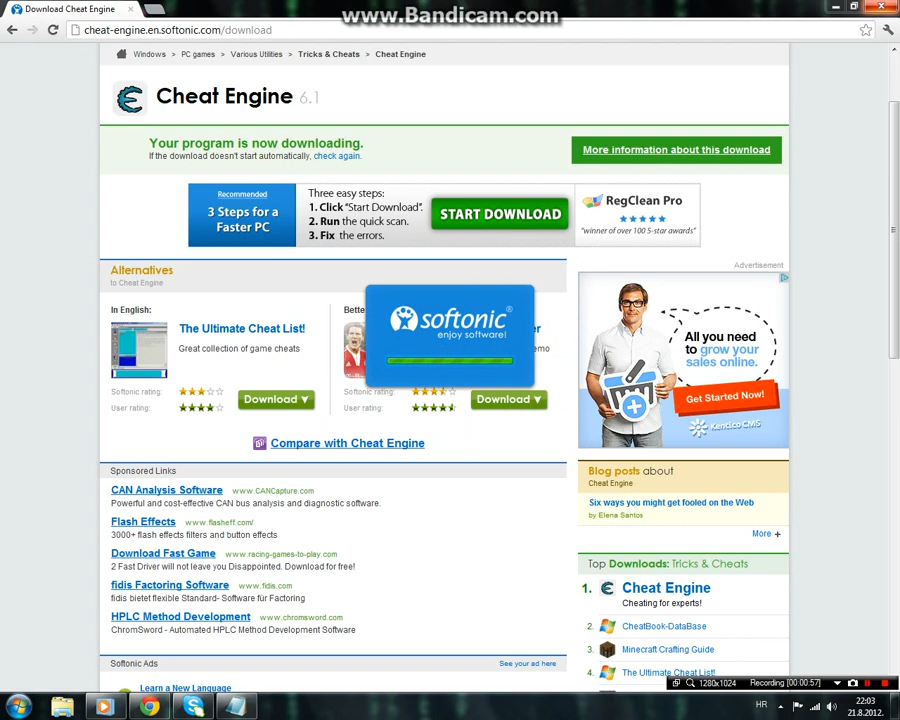 www.Bandicam.com
Download Cheat Engine
cheat-engine.en.softonic.com/download
Windows > PC games > Various Utilities > Tricks & Cheats > Cheat Engine
Cheat Engine 6.1
Your program is now downloading.
If the download doesn't start automatically, check again.
More information about this download
Recommended
3 Steps for a
Faster PC
Three easy steps:
1. Click "Start Download".
2. Run the quick scan.
3. Fix the errors.
START DOWNLOAD
RegClean Pro
"winner of over 100 5-star awards"
Advertisement
Alternatives
to Cheat Engine
In English:
The Ultimate Cheat List!
Great collection of game cheats
Softonic rating:
User rating:
Download
Bette
er
emo
Softonic rating:
User rating:
Download
softonic®
enjoy software!
Compare with Cheat Engine
All you need
to grow your
sales online.
Get Started Now!
Kentico CMS
Sponsored Links
CAN Analysis Software www.CANCapture.com
Powerful and cost-effective CAN bus analysis and diagnostic software.
Flash Effects www.flasheff.com/
3000+ flash effects filters and button effects
Download Fast Game www.racing-games-to-play.com
2 Fast Driver will not leave you Disappointed. Download for free!
fidis Factoring Software www.fidis.com
fidis bietet flexible Standard- Software für Factoring
HPLC Method Development www.chromsword.com
ChromSword - Automated HPLC Method Development Software
Softonic Ads
See your ad here
Learn a New Language
Blog posts about
Cheat Engine
Six ways you might get fooled on the Web
by Elena Santos
More +
Top Downloads: Tricks & Cheats
1. Cheat Engine
Cheating for experts!
2. CheatBook-DataBase
3. Minecraft Crafting Guide
4. The Ultimate Cheat List!
1280x1024 Recording [00:00:57]
HR
22:03
21.8.2012.